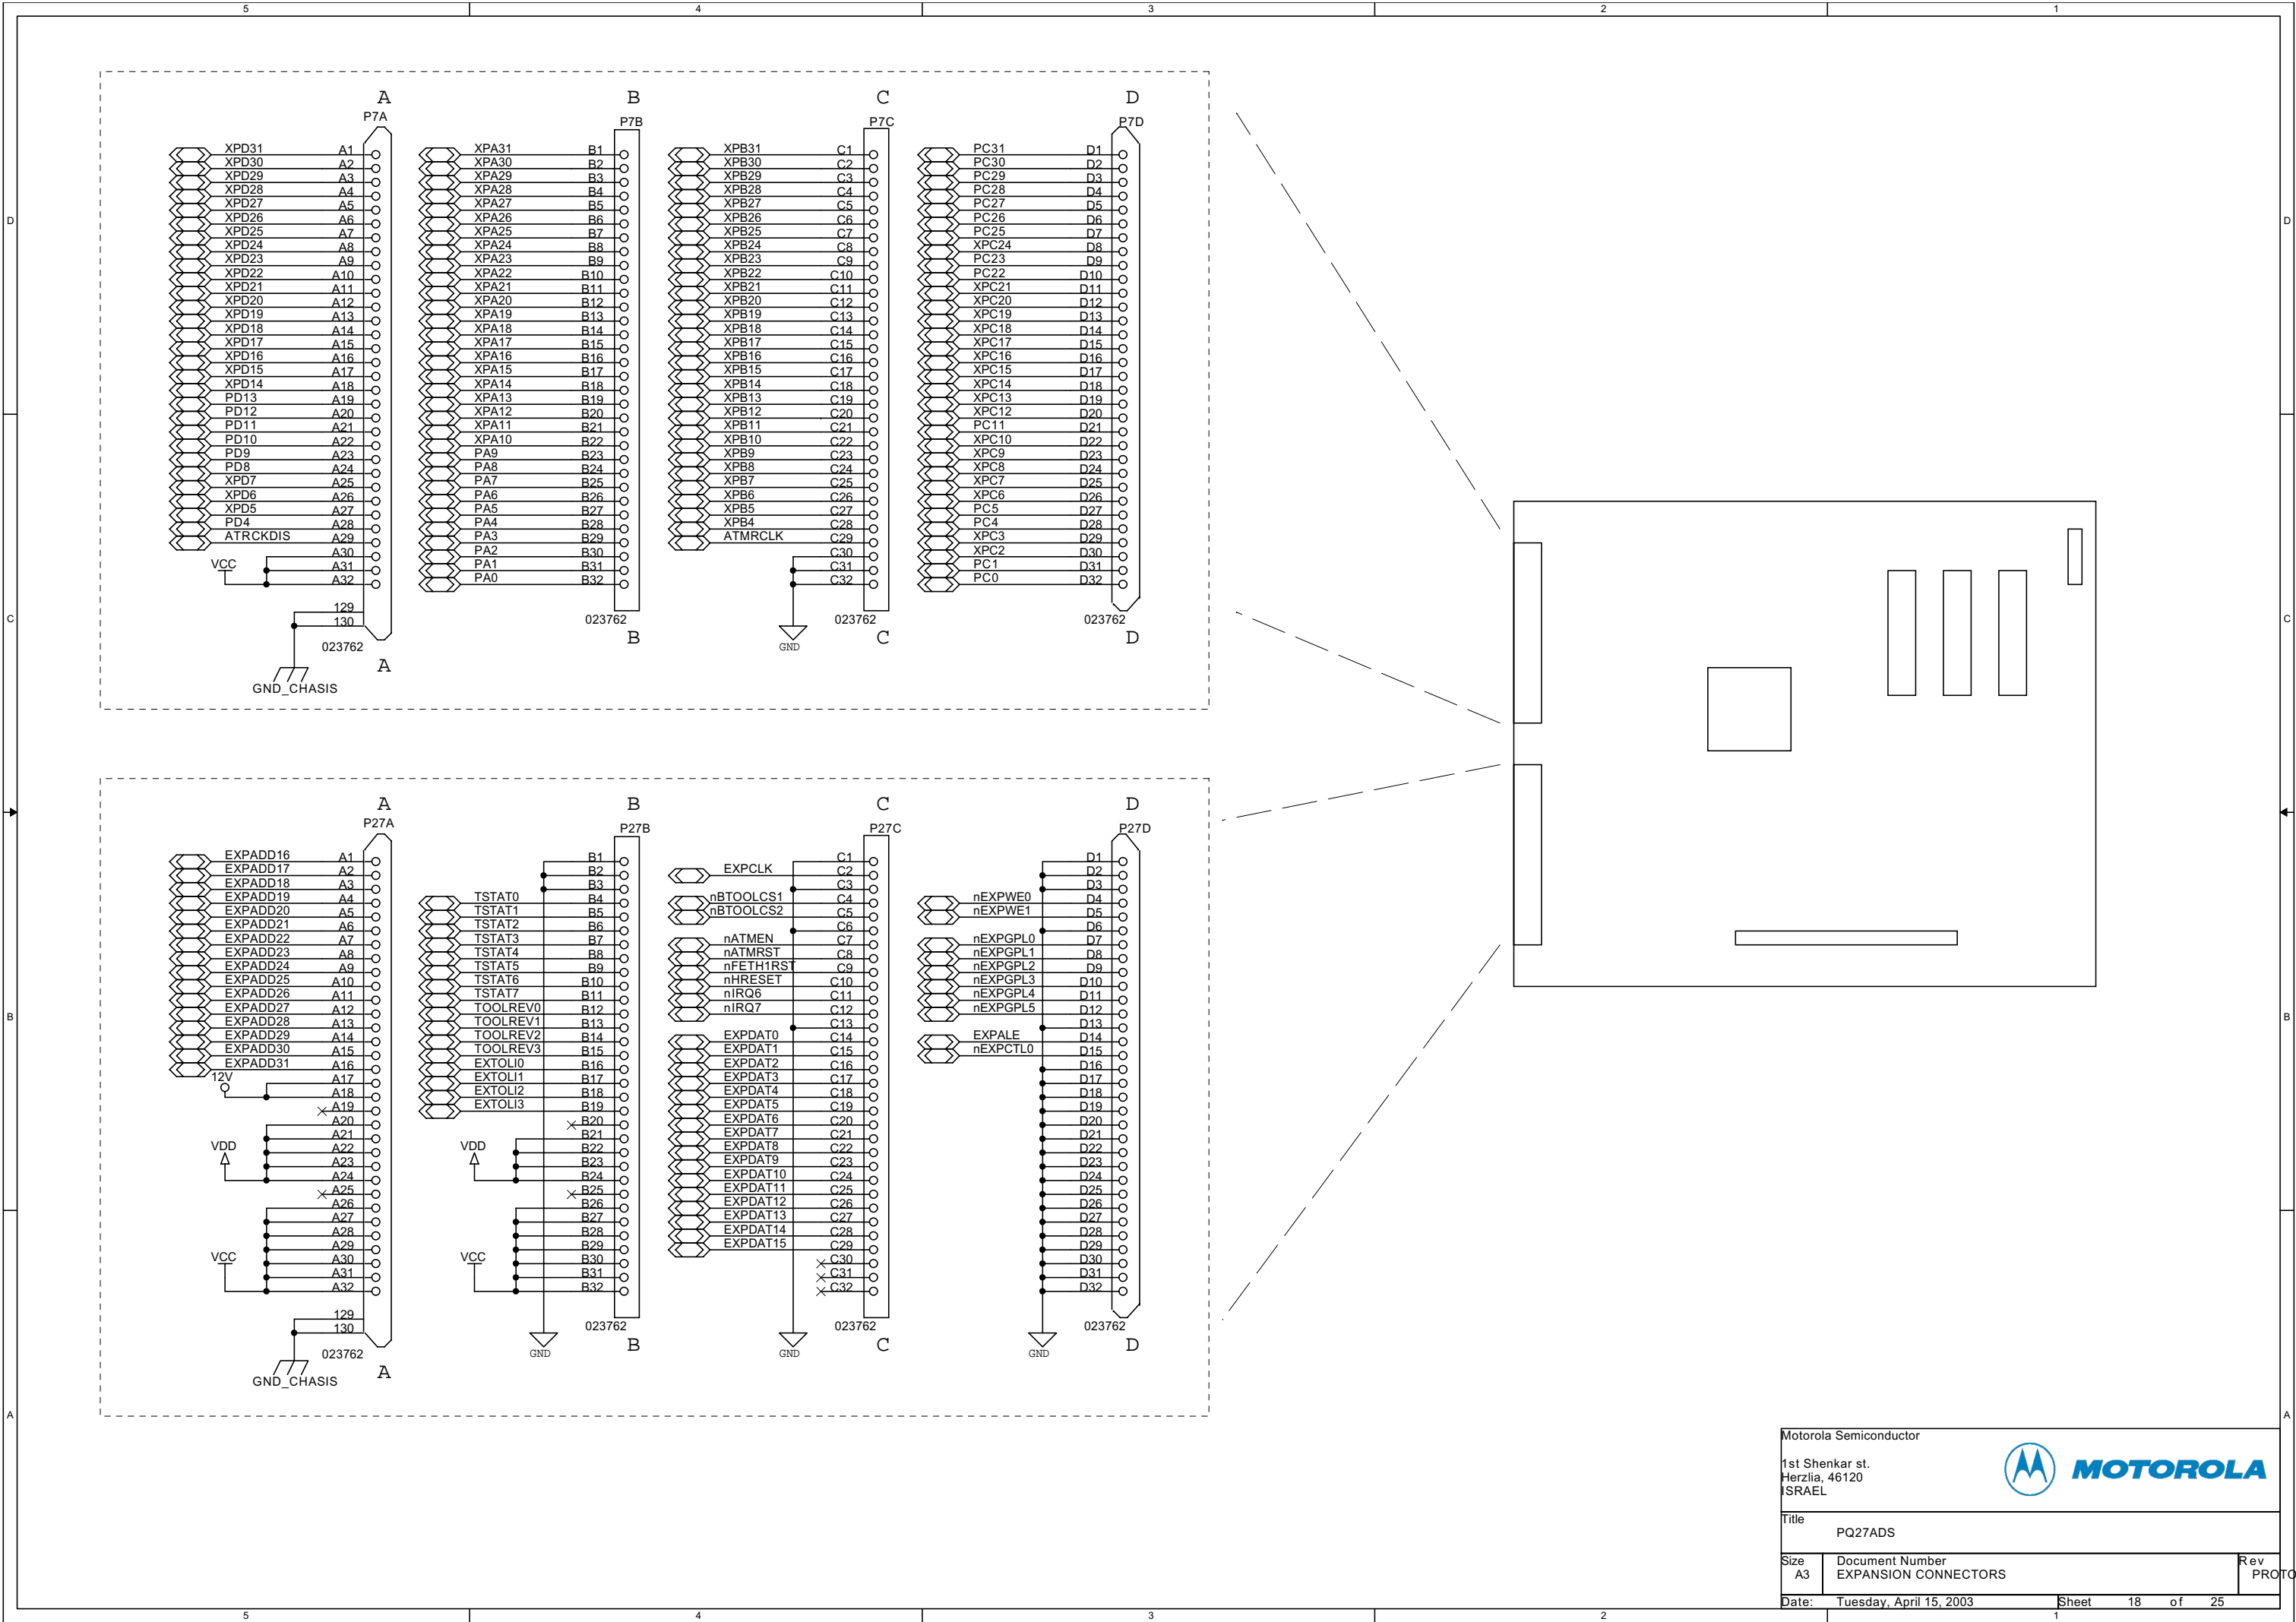 5 4 3 2 1
D
C
B
A
A
P7A
XPD31 A1
XPD30 A2
XPD29 A3
XPD28 A4
XPD27 A5
XPD26 A6
XPD25 A7
XPD24 A8
XPD23 A9
XPD22 A10
XPD21 A11
XPD20 A12
XPD19 A13
XPD18 A14
XPD17 A15
XPD16 A16
XPD15 A17
XPD14 A18
PD13 A19
PD12 A20
PD11 A21
PD10 A22
PD9 A23
PD8 A24
XPD7 A25
XPD6 A26
XPD5 A27
PD4 A28
ATRCKDIS A29
A30
VCC A31
A32
129
130
023762
GND_CHASIS
A
B
P7B
XPA31 B1
XPA30 B2
XPA29 B3
XPA28 B4
XPA27 B5
XPA26 B6
XPA25 B7
XPA24 B8
XPA23 B9
XPA22 B10
XPA21 B11
XPA20 B12
XPA19 B13
XPA18 B14
XPA17 B15
XPA16 B16
XPA15 B17
XPA14 B18
XPA13 B19
XPA12 B20
XPA11 B21
XPA10 B22
PA9 B23
PA8 B24
PA7 B25
PA6 B26
PA5 B27
PA4 B28
PA3 B29
PA2 B30
PA1 B31
PA0 B32
023762
B
C
P7C
XPB31 C1
XPB30 C2
XPB29 C3
XPB28 C4
XPB27 C5
XPB26 C6
XPB25 C7
XPB24 C8
XPB23 C9
XPB22 C10
XPB21 C11
XPB20 C12
XPB19 C13
XPB18 C14
XPB17 C15
XPB16 C16
XPB15 C17
XPB14 C18
XPB13 C19
XPB12 C20
XPB11 C21
XPB10 C22
XPB9 C23
XPB8 C24
XPB7 C25
XPB6 C26
XPB5 C27
XPB4 C28
ATMRCLK C29
C30
C31
C32
023762
GND
C
D
P7D
PC31 D1
PC30 D2
PC29 D3
PC28 D4
PC27 D5
PC26 D6
PC25 D7
XPC24 D8
PC23 D9
PC22 D10
XPC21 D11
XPC20 D12
XPC19 D13
XPC18 D14
XPC17 D15
XPC16 D16
XPC15 D17
XPC14 D18
XPC13 D19
XPC12 D20
PC11 D21
XPC10 D22
XPC9 D23
XPC8 D24
XPC7 D25
XPC6 D26
PC5 D27
PC4 D28
XPC3 D29
XPC2 D30
PC1 D31
PC0 D32
023762
D
A
P27A
EXPADD16 A1
EXPADD17 A2
EXPADD18 A3
EXPADD19 A4
EXPADD20 A5
EXPADD21 A6
EXPADD22 A7
EXPADD23 A8
EXPADD24 A9
EXPADD25 A10
EXPADD26 A11
EXPADD27 A12
EXPADD28 A13
EXPADD29 A14
EXPADD30 A15
EXPADD31 A16
12V A17
A18
A19
A20
A21
VDD A22
A23
A24
A25
A26
A27
A28
A29
VCC A30
A31
A32
129
130
023762
GND_CHASIS
A
B
P27B
B1
B2
B3
TSTAT0 B4
TSTAT1 B5
TSTAT2 B6
TSTAT3 B7
TSTAT4 B8
TSTAT5 B9
TSTAT6 B10
TSTAT7 B11
TOOLREV0 B12
TOOLREV1 B13
TOOLREV2 B14
TOOLREV3 B15
EXTOLI0 B16
EXTOLI1 B17
EXTOLI2 B18
EXTOLI3 B19
B20
B21
VDD B22
B23
B24
B25
B26
B27
B28
B29
VCC B30
B31
B32
023762
GND
B
C
P27C
C1
EXPCLK C2
C3
nBTOOLCS1 C4
nBTOOLCS2 C5
C6
nATMEN C7
nATMRST C8
nFETH1RST C9
nHRESET C10
nIRQ6 C11
nIRQ7 C12
C13
EXPDAT0 C14
EXPDAT1 C15
EXPDAT2 C16
EXPDAT3 C17
EXPDAT4 C18
EXPDAT5 C19
EXPDAT6 C20
EXPDAT7 C21
EXPDAT8 C22
EXPDAT9 C23
EXPDAT10 C24
EXPDAT11 C25
EXPDAT12 C26
EXPDAT13 C27
EXPDAT14 C28
EXPDAT15 C29
C30
C31
C32
023762
GND
C
D
P27D
D1
D2
D3
nEXPWE0 D4
nEXPWE1 D5
D6
nEXPGPL0 D7
nEXPGPL1 D8
nEXPGPL2 D9
nEXPGPL3 D10
nEXPGPL4 D11
nEXPGPL5 D12
D13
EXPALE D14
nEXPCTL0 D15
D16
D17
D18
D19
D20
D21
D22
D23
D24
D25
D26
D27
D28
D29
D30
D31
D32
023762
GND
D
D
C
B
A
Motorola Semiconductor
1st Shenkar st.
Herzlia, 46120
ISRAEL
MOTOROLA
Title
PQ27ADS
Size Document Number Rev
A3 EXPANSION CONNECTORS PROTO
Date: Tuesday, April 15, 2003 Sheet 18 of 25
5 4 3 2 1